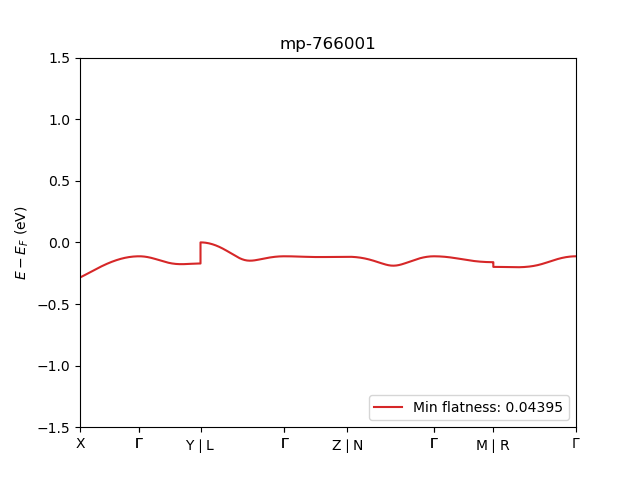 mp-766001
E − E_F (eV)
1.5
1.0
0.5
0.0
−0.5
−1.0
−1.5
Min flatness: 0.04395
X Γ Y | L Γ Z | N Γ M | R Γ